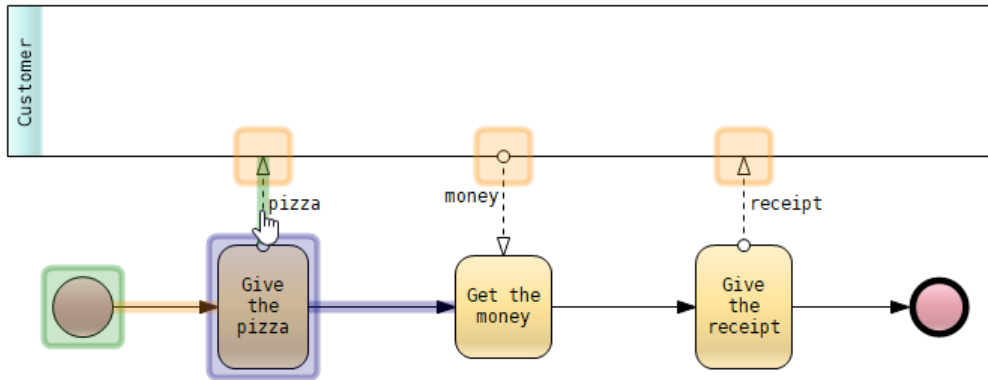 Customer
pizza
money
receipt
Give
the
pizza
Get the
money
Give
the
receipt